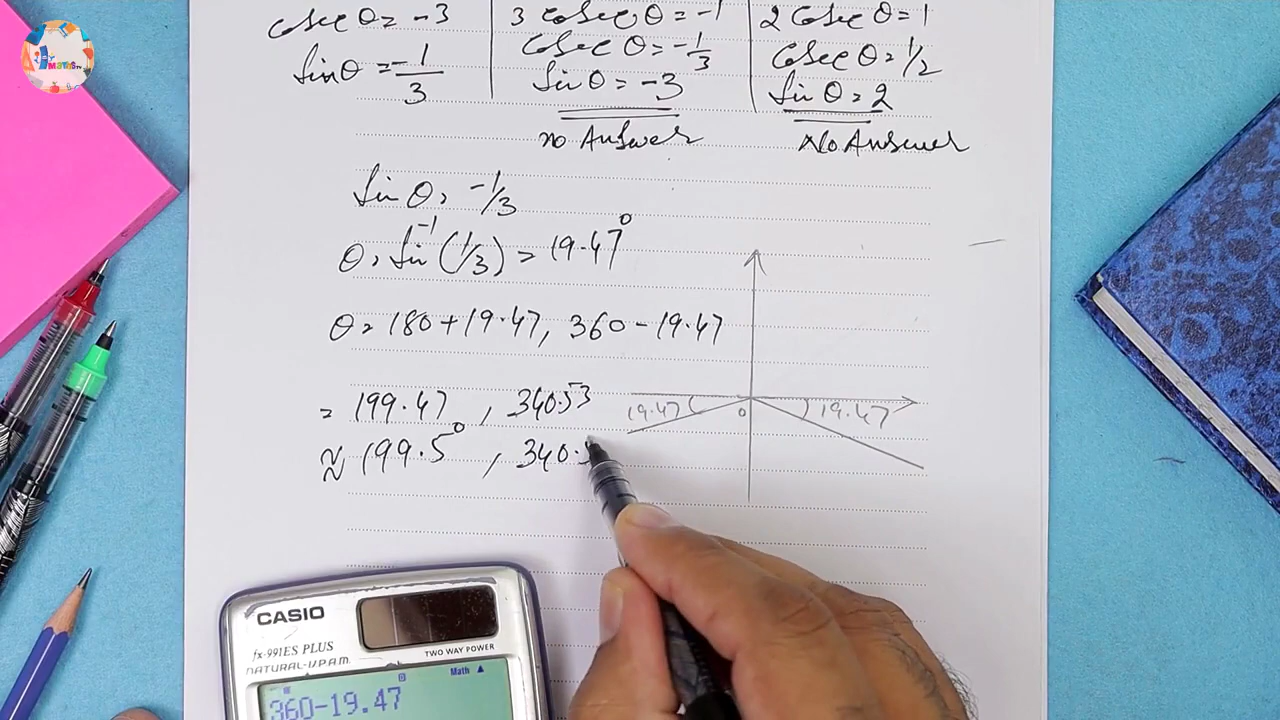 cosec θ = -3
sin θ = -1/3
3 cosec θ = -1
cosec θ = -1/3
sin θ = -3
no Answer
2 cosec θ = 1
cosec θ = 1/2
sin θ = 2
No Answer
sin θ = -1/3
θ = sin⁻¹(1/3) = 19.47°
θ = 180 + 19.47, 360 - 19.47
= 199.47, 340.53
≈ 199.5°, 340.5
19.47
0
19.47
CASIO
fx-991ES PLUS
NATURAL-V.P.A.M.
TWO WAY POWER
Math ▲
360-19.47